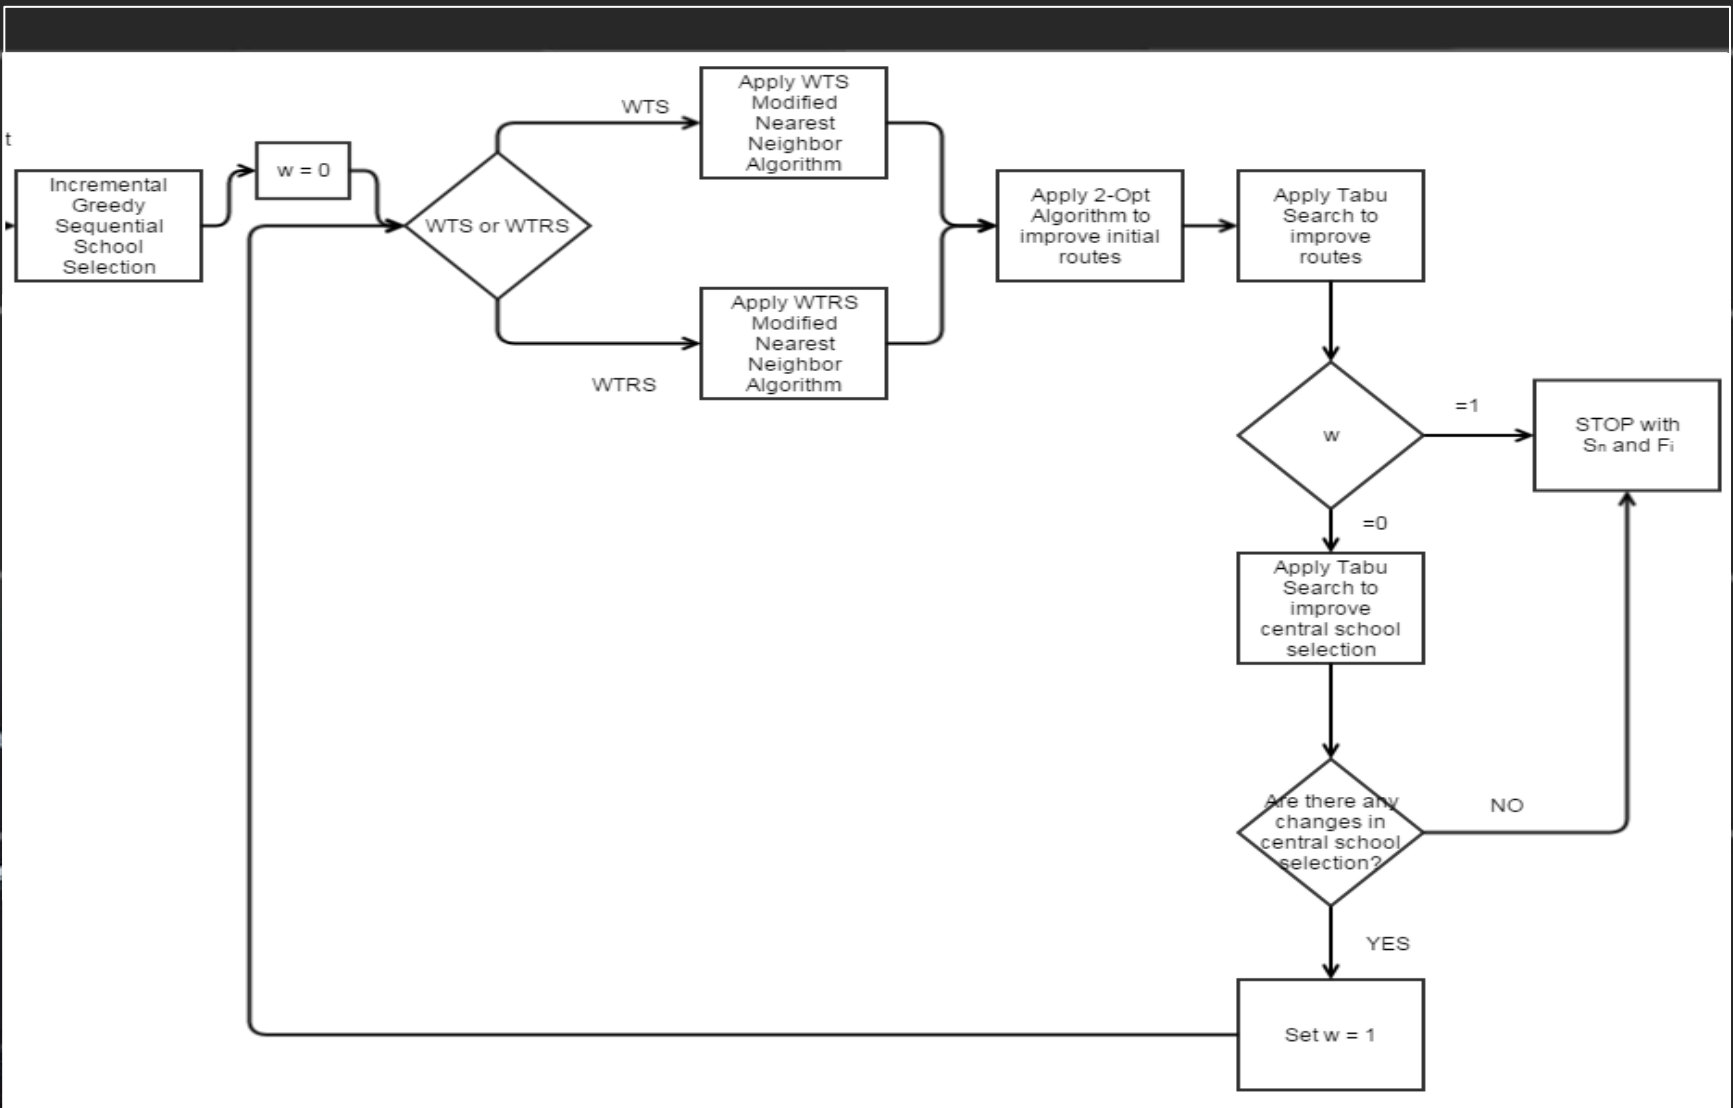 t
Incremental
Greedy
Sequential
School
Selection
w = 0
WTS or WTRS
WTS
Apply WTS
Modified
Nearest
Neighbor
Algorithm
WTRS
Apply WTRS
Modified
Nearest
Neighbor
Algorithm
Apply 2-Opt
Algorithm to
improve initial
routes
Apply Tabu
Search to
improve
routes
w
=1
STOP with
Sn and Fi
=0
Apply Tabu
Search to
improve
central school
selection
Are there any
changes in
central school
selection?
NO
YES
Set w = 1